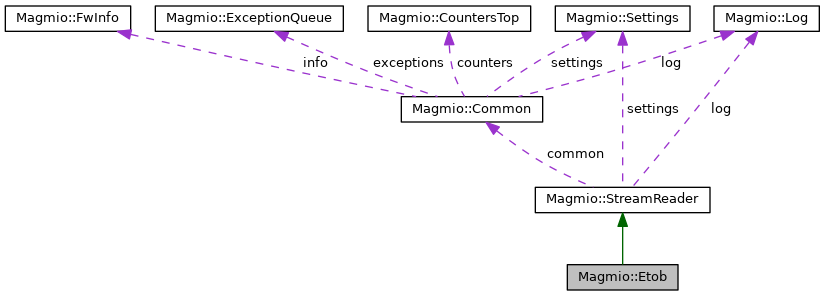 Magmio::FwInfo
Magmio::ExceptionQueue
Magmio::CountersTop
Magmio::Settings
Magmio::Log
info
exceptions
counters
settings
log
Magmio::Common
settings
log
common
Magmio::StreamReader
Magmio::Etob